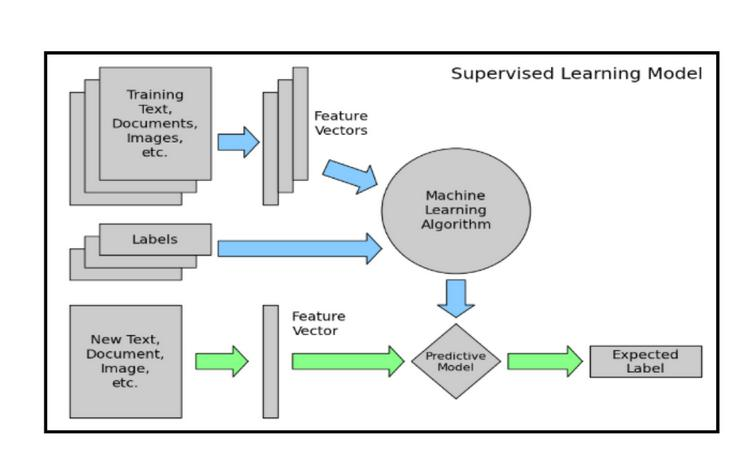 Supervised Learning Model
Training
Text,
Documents,
Images,
etc.
Feature
Vectors
Machine
Learning
Algorithm
Labels
New Text,
Document,
Image,
etc.
Feature
Vector
Predictive
Model
Expected
Label